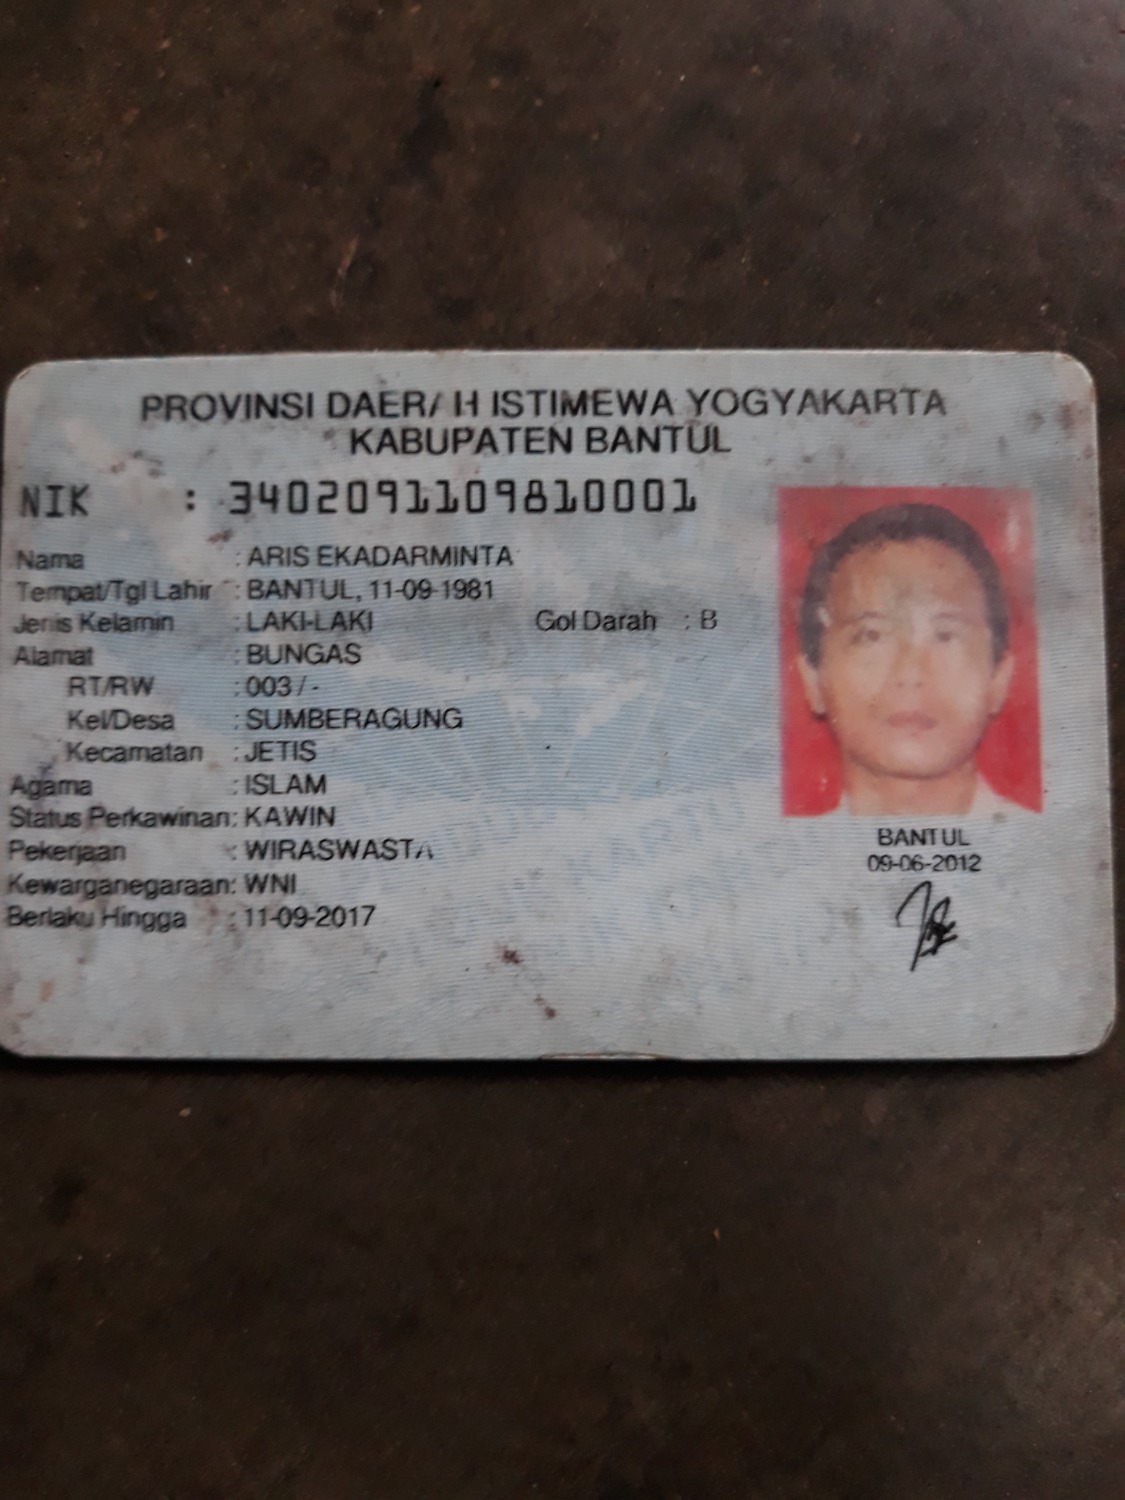 PROVINSI DAERAH ISTIMEWA YOGYAKARTA
KABUPATEN BANTUL
NIK : 3402091109810001
Nama : ARIS EKADARMINTA
Tempat/Tgl Lahir : BANTUL, 11-09-1981
Jenis Kelamin : LAKI-LAKI Gol Darah : B
Alamat : BUNGAS
RT/RW : 003 / -
Kel/Desa : SUMBERAGUNG
Kecamatan : JETIS
Agama : ISLAM
Status Perkawinan: KAWIN
Pekerjaan : WIRASWASTA
Kewarganegaraan: WNI
Berlaku Hingga : 11-09-2017
BANTUL
09-06-2012